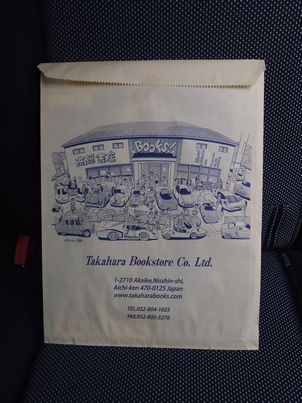 BOOKS!
高原書店
Takahara Bookstore Co. Ltd.
1-2710 Akaike,Nisshin-shi,
Aichi-ken 470-0125 Japan
www.takaharabooks.com
TEL.052-804-1605
FAX.052-805-5276